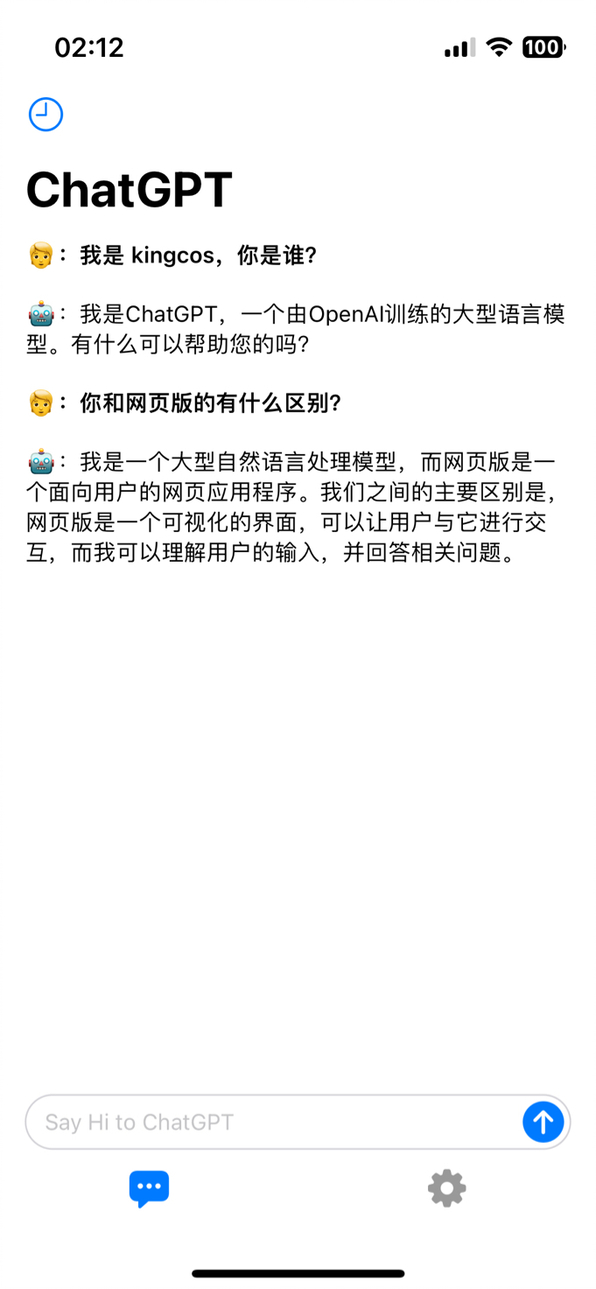 02:12
100
ChatGPT
🧑：我是 kingcos，你是谁？
🤖：我是ChatGPT，一个由OpenAI训练的大型语言模
型。有什么可以帮助您的吗？
🧑：你和网页版的有什么区别？
🤖：我是一个大型自然语言处理模型，而网页版是一
个面向用户的网页应用程序。我们之间的主要区别是，
网页版是一个可视化的界面，可以让用户与它进行交
互，而我可以理解用户的输入，并回答相关问题。
Say Hi to ChatGPT